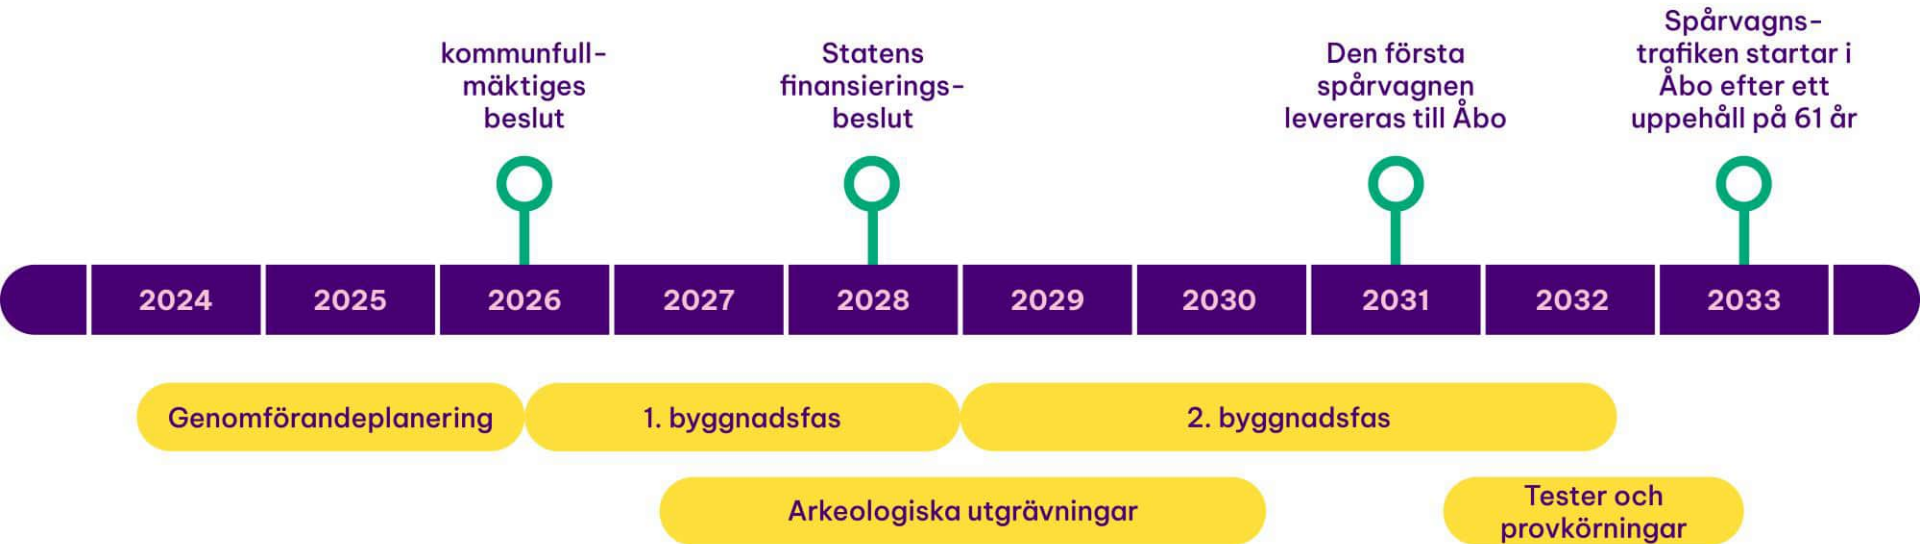 kommunfull-
mäktiges
beslut
Statens
finansierings-
beslut
Den första
spårvagnen
levereras till Åbo
Spårvagns-
trafiken startar i
Åbo efter ett
uppehåll på 61 år
2024 2025 2026 2027 2028 2029 2030 2031 2032 2033
Genomförandeplanering 1. byggnadsfas 2. byggnadsfas
Arkeologiska utgrävningar
Tester och
provkörningar